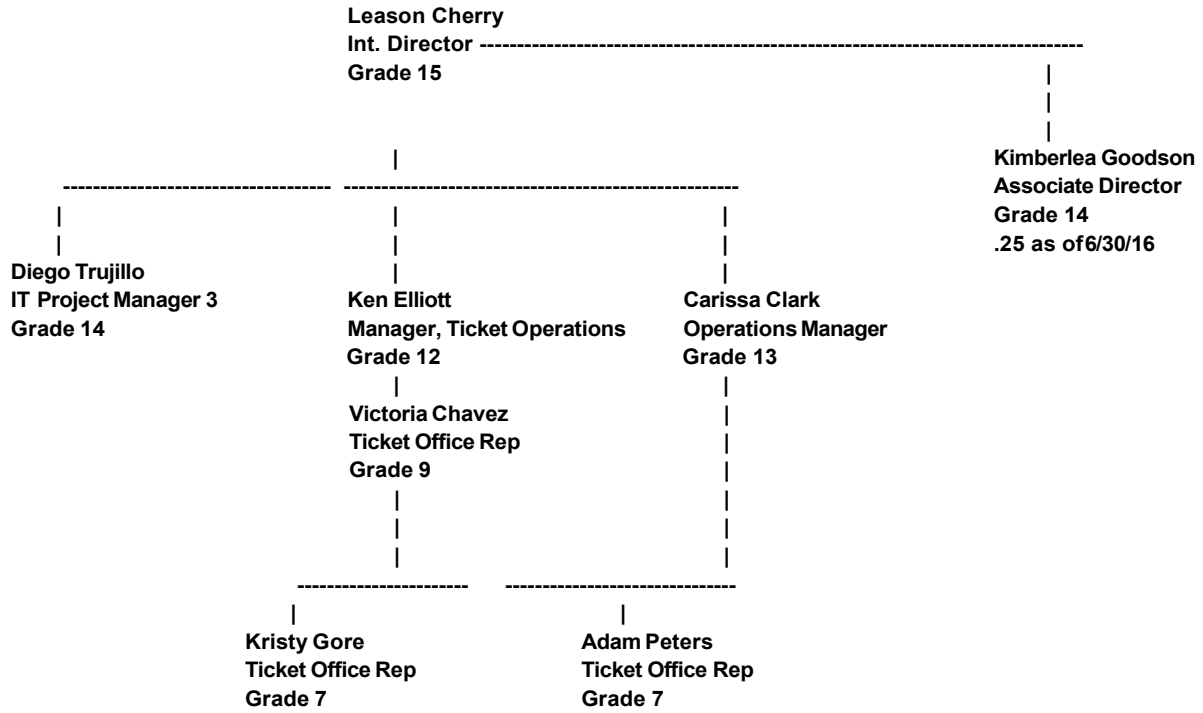 Leason Cherry
Int. Director
Grade 15
Kimberlea Goodson
Associate Director
Grade 14
.25 as of6/30/16
Diego Trujillo
IT Project Manager 3
Grade 14
Ken Elliott
Manager, Ticket Operations
Grade 12
Carissa Clark
Operations Manager
Grade 13
Victoria Chavez
Ticket Office Rep
Grade 9
Kristy Gore
Ticket Office Rep
Grade 7
Adam Peters
Ticket Office Rep
Grade 7